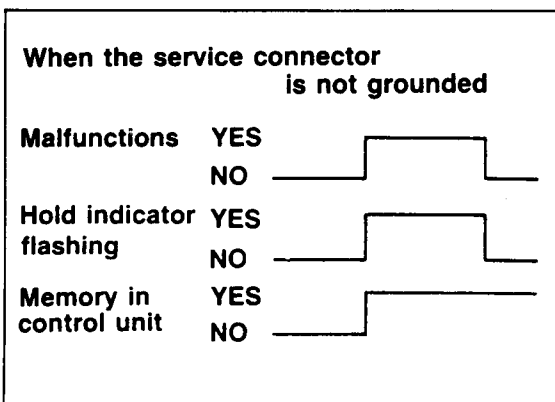 When the service connector
is not grounded
Malfunctions YES
NO
Hold indicator YES
flashing
NO
Memory in YES
control unit
NO